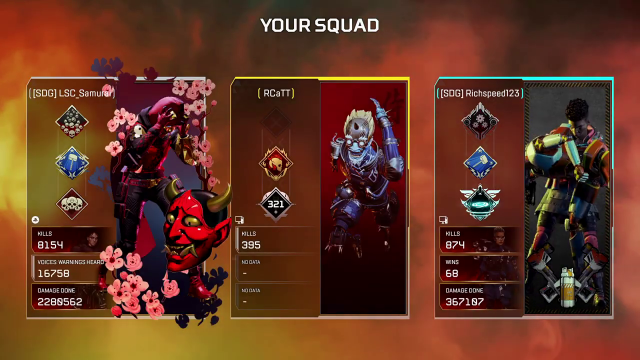 YOUR SQUAD
([SDG] LSC_Samurai)
KILLS
8154
VOICES WARNINGS HEARD
16758
DAMAGE DONE
2280562
( RCaTT )
321
KILLS
395
NO DATA
-
NO DATA
-
([SDG] Richspeed123)
KILLS
874
WINS
68
DAMAGE DONE
367107